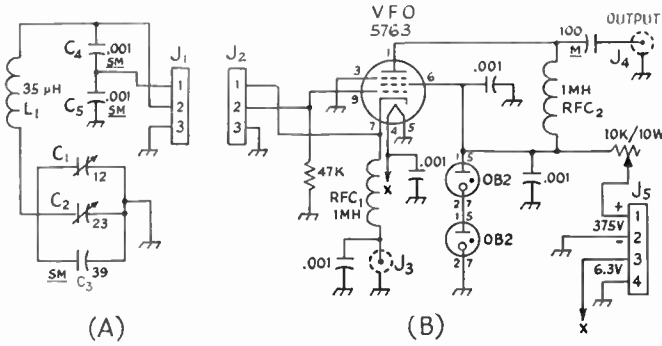 VFO
5763
OUTPUT
100
M
J4
C4
.001
SM
J1
J2
1
3
6
.001
9
35 µH
L1
C5
.001
SM
1
2
3
1
2
3
1MH
RFC2
7
4
5
10K/10W
C1
12
47K
.001
X
1
5
.001
OB2
2
7
RFC1
1MH
J5
C2
23
1
5
OB2
2
7
+
375V
-
6.3V
1
2
3
4
SM
39
C3
.001
J3
X
(A)
(B)